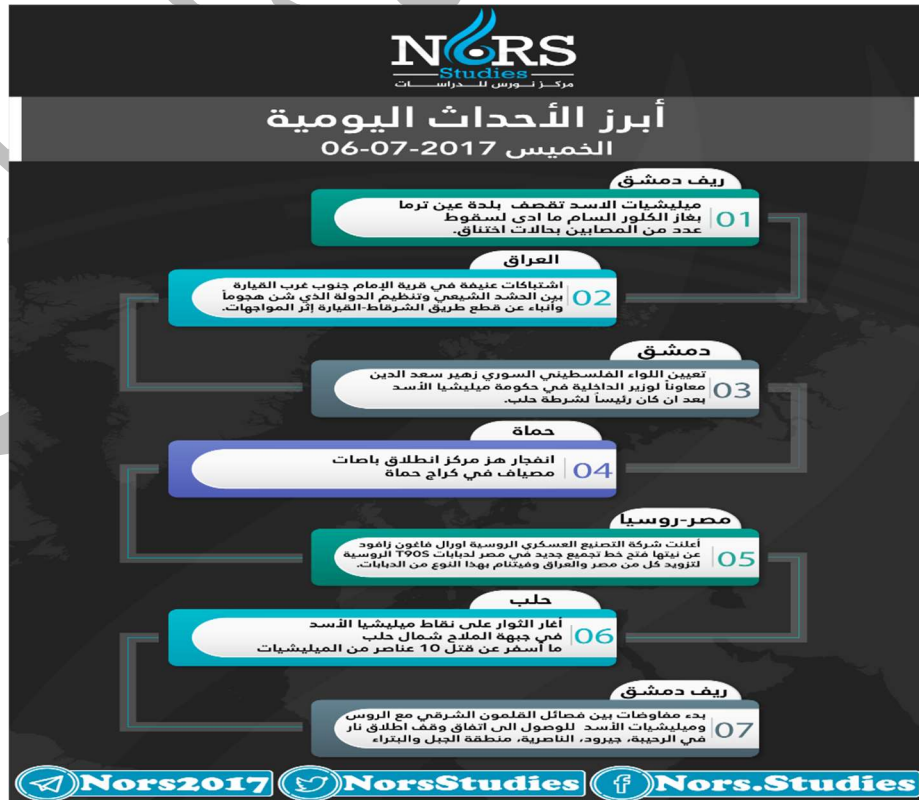 NORS
Studies
مركز نورس للدراسات
أبرز الأحداث اليومية
الخميس 2017-07-06
ريف دمشق
01
ميليشيات الاسد تقصف بلدة عين ترما
بغاز الكلور السام ما ادى لسقوط
عدد من المصابين بحالات اختناق.
العراق
02
اشتباكات عنيفة في قرية الإمام جنوب غرب القيارة
بين الحشد الشيعي وتنظيم الدولة الذي شن هجوماً
وأنباء عن قطع طريق الشرقاط-القيارة إثر المواجهات.
دمشق
03
تعيين اللواء الفلسطيني السوري زهير سعد الدين
معاوناً لوزير الداخلية في حكومة ميليشيا الأسد
بعد ان كان رئيساً لشرطة حلب.
حماة
04
انفجار هز مركز انطلاق باصات
مصياف في كراج حماة
مصر-روسيا
05
أعلنت شركة التصنيع العسكري الروسية اورال فاغون زافود
عن نيتها فتح خط تجميع جديد في مصر لدبابات T90S الروسية
لتزويد كل من مصر والعراق وفيتنام بهذا النوع من الدبابات.
حلب
06
أغار الثوار على نقاط ميليشيا الأسد
في جبهة الملاح شمال حلب
ما أسفر عن قتل 10 عناصر من الميليشيات
ريف دمشق
07
بدء مفاوضات بين فصائل القلمون الشرقي مع الروس
وميليشيات الأسد للوصول الى اتفاق وقف اطلاق نار
في الرحيبة، جيرود، الناصرية، منطقة الجبل والبتراء
Nors2017 NorsStudies Nors.Studies